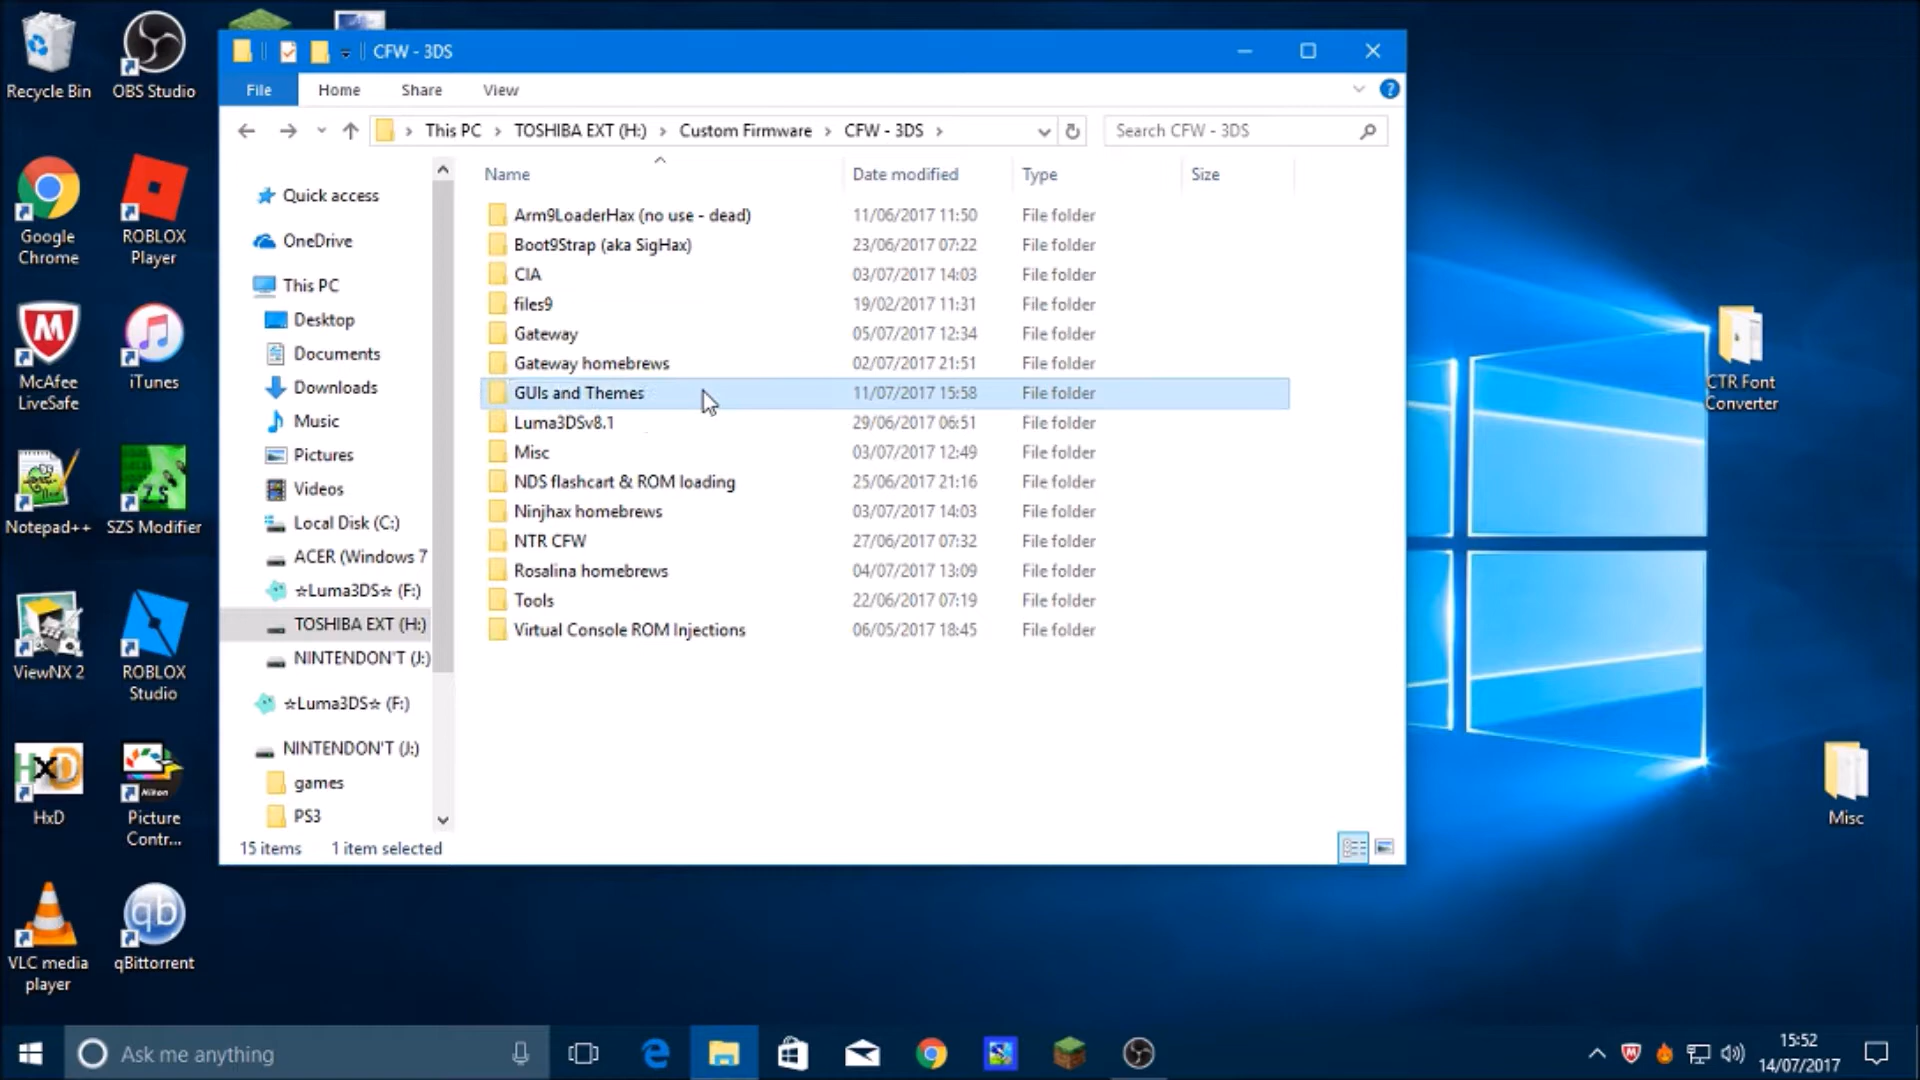 Recycle Bin
OBS Studio
Google Chrome
ROBLOX Player
McAfee LiveSafe
iTunes
Notepad++
SZS Modifier
ViewNX 2
ROBLOX Studio
HxD
Picture Contr...
VLC media player
qBittorrent
CFW - 3DS
File Home Share View
This PC > TOSHIBA EXT (H:) > Custom Firmware > CFW - 3DS >
Search CFW - 3DS
Quick access
OneDrive
This PC
Desktop
Documents
Downloads
Music
Pictures
Videos
Local Disk (C:)
ACER (Windows 7
☆Luma3DS☆ (F:)
TOSHIBA EXT (H:)
NINTENDON'T (J:)
☆Luma3DS☆ (F:)
NINTENDON'T (J:)
games
PS3
Name Date modified Type Size
Arm9LoaderHax (no use - dead) 11/06/2017 11:50 File folder
Boot9Strap (aka SigHax) 23/06/2017 07:22 File folder
CIA 03/07/2017 14:03 File folder
files9 19/02/2017 11:31 File folder
Gateway 05/07/2017 12:34 File folder
Gateway homebrews 02/07/2017 21:51 File folder
GUIs and Themes 11/07/2017 15:58 File folder
Luma3DSv8.1 29/06/2017 06:51 File folder
Misc 03/07/2017 12:49 File folder
NDS flashcart & ROM loading 25/06/2017 21:16 File folder
Ninjhax homebrews 03/07/2017 14:03 File folder
NTR CFW 27/06/2017 07:32 File folder
Rosalina homebrews 04/07/2017 13:09 File folder
Tools 22/06/2017 07:19 File folder
Virtual Console ROM Injections 06/05/2017 18:45 File folder
15 items 1 item selected
CTR Font Converter
Misc
Ask me anything
15:52
14/07/2017